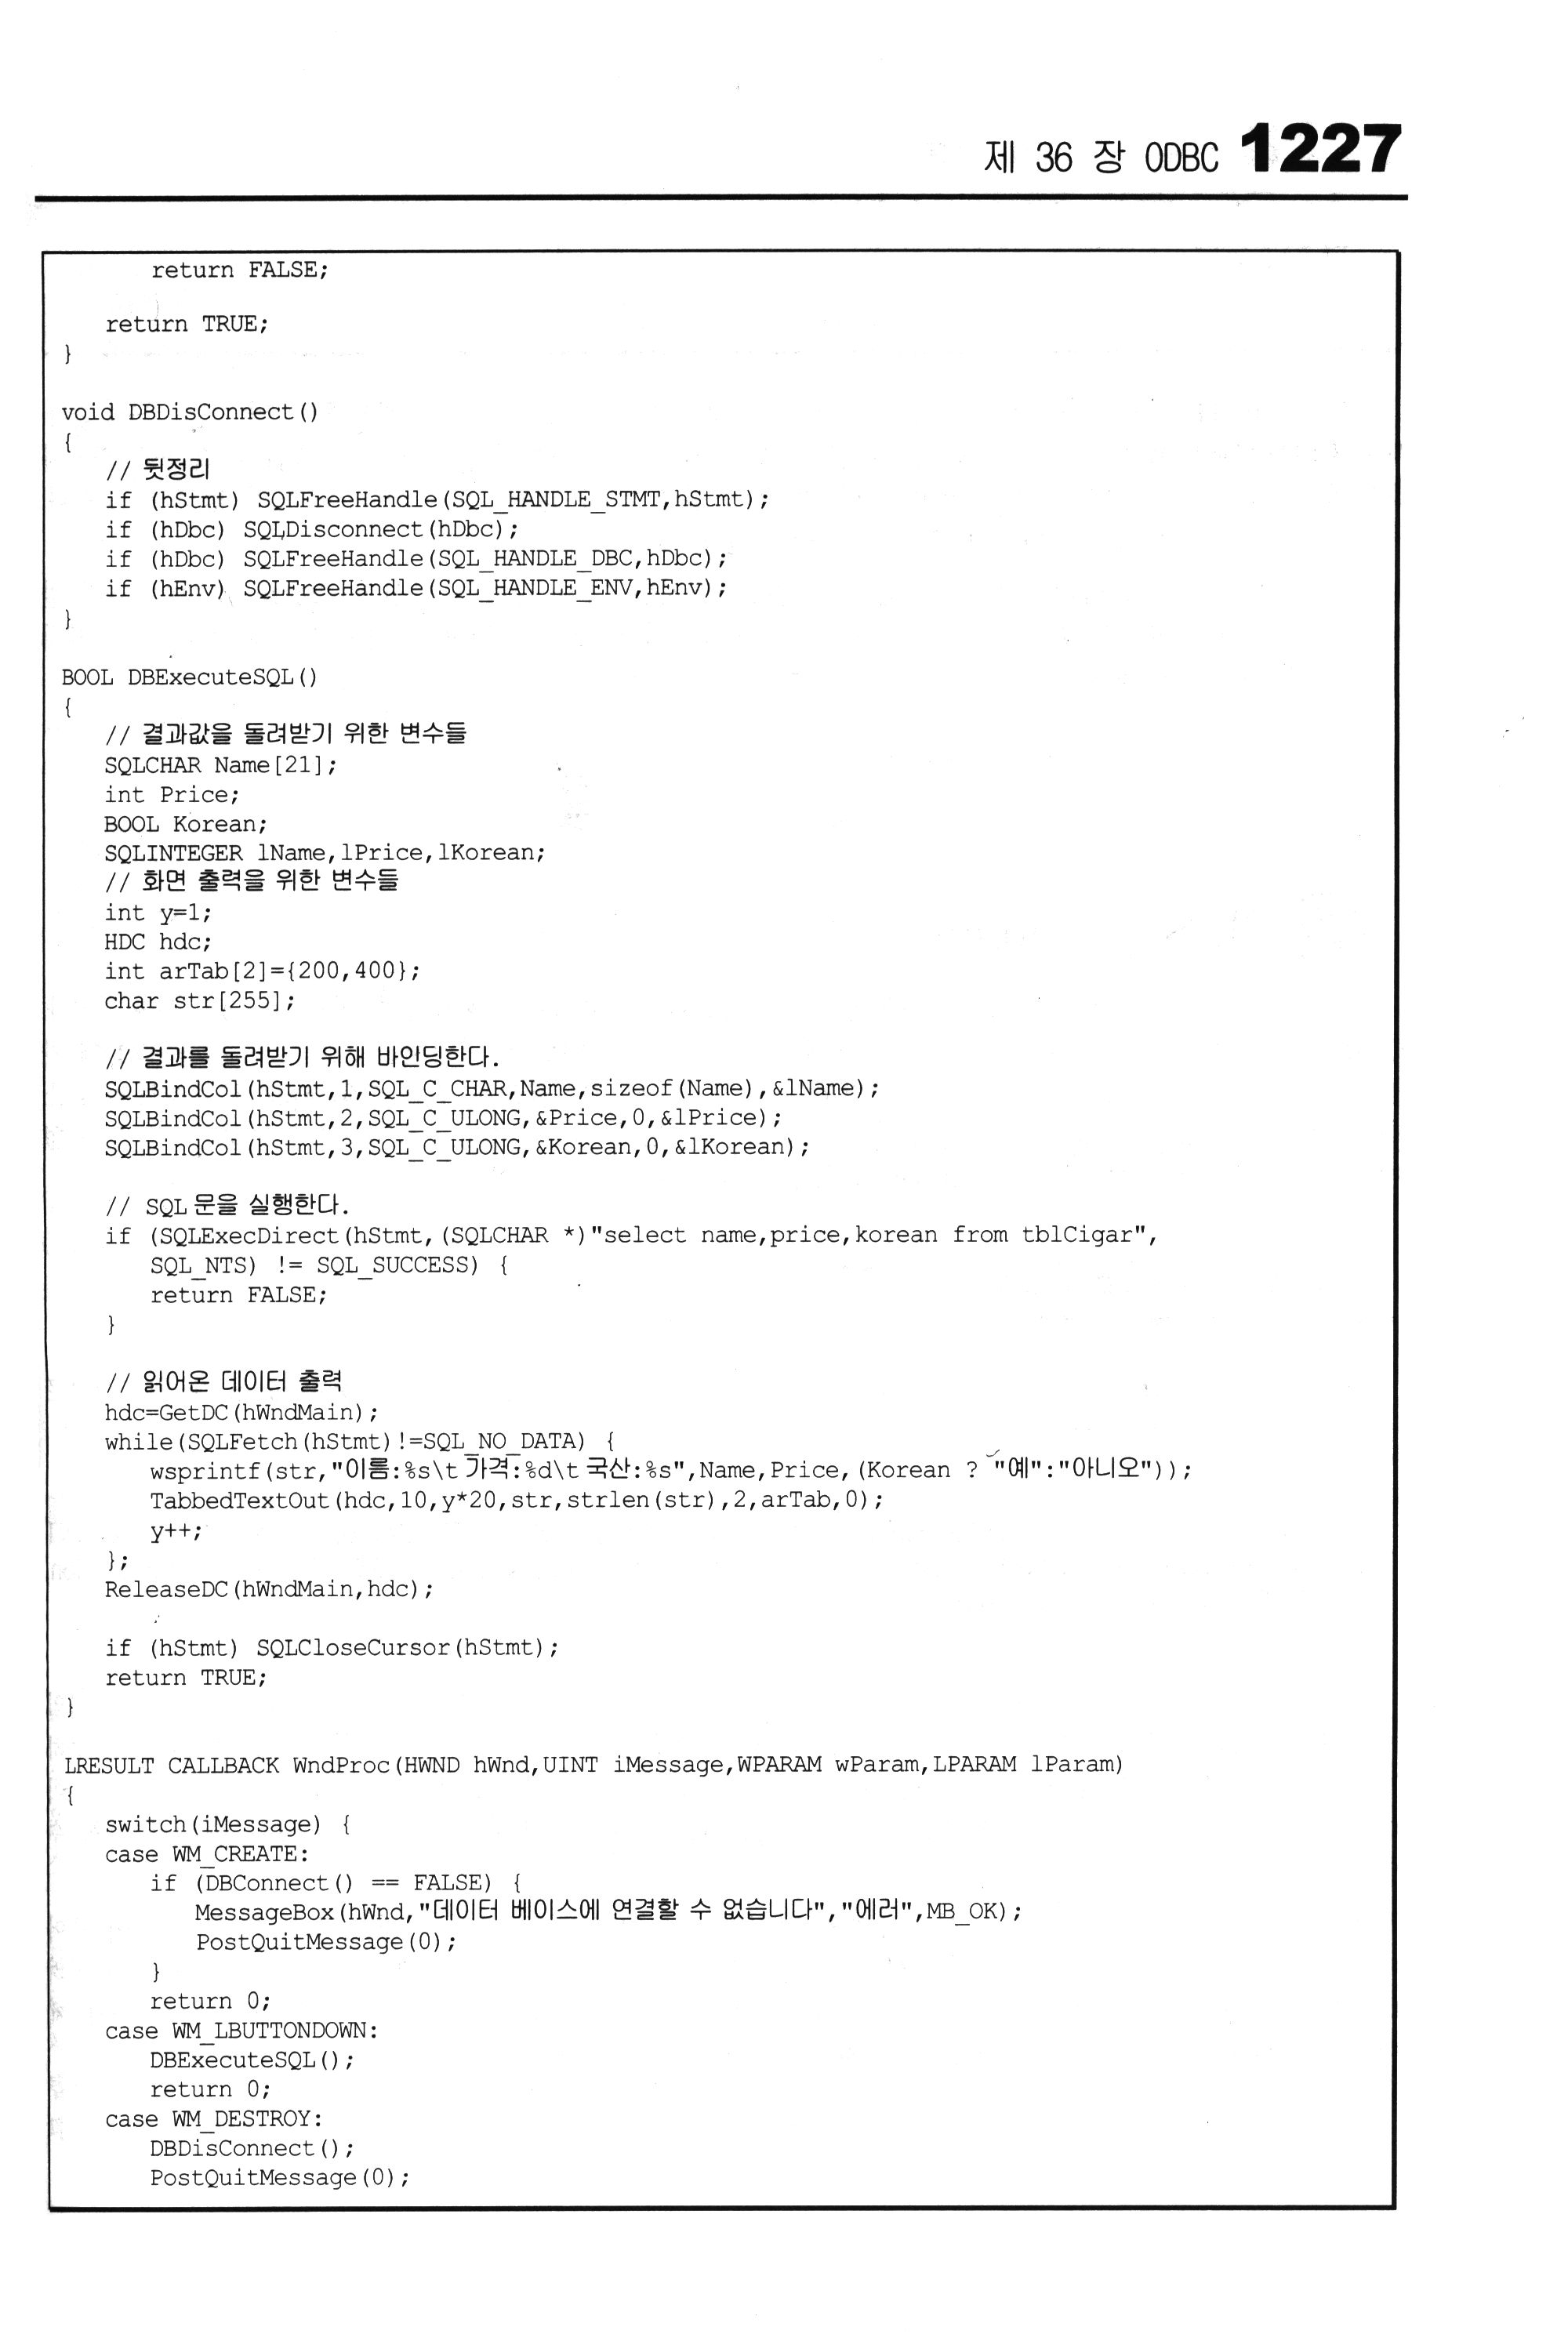 제 36 장 ODBC 1227
return FALSE;
return TRUE;
}
void DBDisConnect()
{
// 뒷정리
if (hStmt) SQLFreeHandle(SQL_HANDLE_STMT,hStmt);
if (hDbc) SQLDisconnect(hDbc);
if (hDbc) SQLFreeHandle(SQL_HANDLE_DBC,hDbc);
if (hEnv) SQLFreeHandle(SQL_HANDLE_ENV,hEnv);
}
BOOL DBExecuteSQL()
{
// 결과값을 돌려받기 위한 변수들
SQLCHAR Name[21];
int Price;
BOOL Korean;
SQLINTEGER lName,lPrice,lKorean;
// 화면 출력을 위한 변수들
int y=1;
HDC hdc;
int arTab[2]={200,400};
char str[255];
// 결과를 돌려받기 위해 바인딩한다.
SQLBindCol(hStmt,1,SQL_C_CHAR,Name,sizeof(Name),&lName);
SQLBindCol(hStmt,2,SQL_C_ULONG,&Price,0,&lPrice);
SQLBindCol(hStmt,3,SQL_C_ULONG,&Korean,0,&lKorean);
// SQL문을 실행한다.
if (SQLExecDirect(hStmt,(SQLCHAR *)"select name,price,korean from tblCigar",
SQL_NTS) != SQL_SUCCESS) {
return FALSE;
}
// 읽어온 데이터 출력
hdc=GetDC(hWndMain);
while(SQLFetch(hStmt)!=SQL_NO_DATA) {
wsprintf(str,"이름:%s\t가격:%d\t국산:%s",Name,Price,(Korean ? "예":"아니오"));
TabbedTextOut(hdc,10,y*20,str,strlen(str),2,arTab,0);
y++;
};
ReleaseDC(hWndMain,hdc);
if (hStmt) SQLCloseCursor(hStmt);
return TRUE;
}
LRESULT CALLBACK WndProc(HWND hWnd,UINT iMessage,WPARAM wParam,LPARAM lParam)
{
switch(iMessage) {
case WM_CREATE:
if (DBConnect() == FALSE) {
MessageBox(hWnd,"데이터 베이스에 연결할 수 없습니다","에러",MB_OK);
PostQuitMessage(0);
}
return 0;
case WM_LBUTTONDOWN:
DBExecuteSQL();
return 0;
case WM_DESTROY:
DBDisConnect();
PostQuitMessage(0);